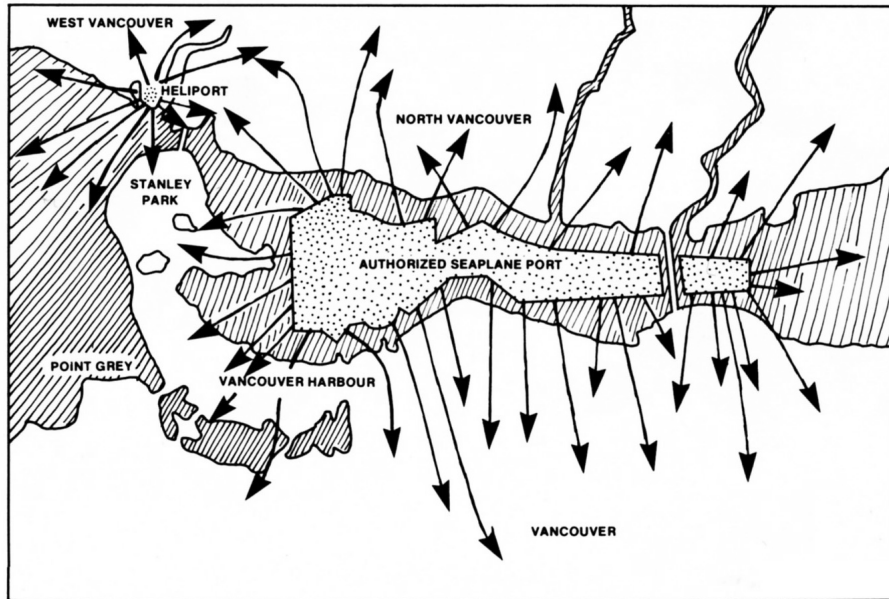 WEST VANCOUVER
HELIPORT
NORTH VANCOUVER
STANLEY
PARK
AUTHORIZED SEAPLANE PORT
POINT GREY
VANCOUVER HARBOUR
VANCOUVER